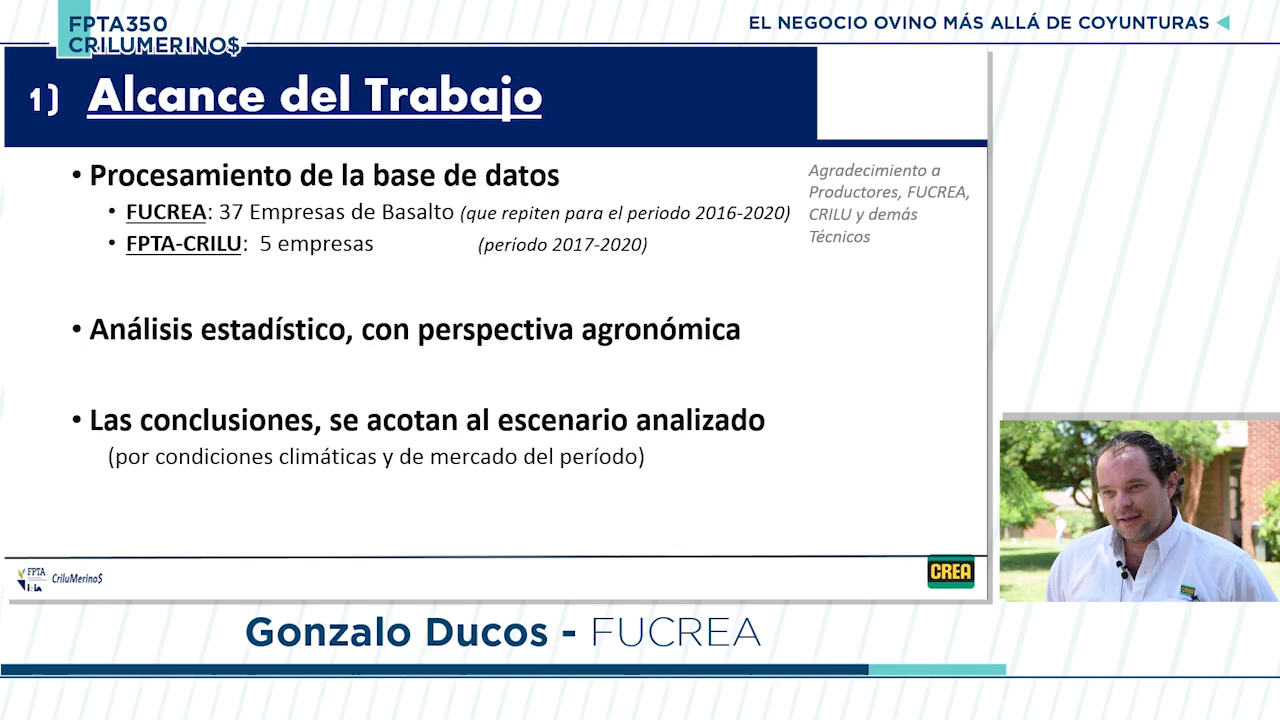 FPTA350
CRILUMERINO$
EL NEGOCIO OVINO MÁS ALLÁ DE COYUNTURAS
1) Alcance del Trabajo
• Procesamiento de la base de datos
• FUCREA: 37 Empresas de Basalto (que repiten para el periodo 2016-2020)
• FPTA-CRILU: 5 empresas (período 2017-2020)
Agradecimiento a
Productores, FUCREA,
CRILU y demás
Técnicos
• Análisis estadístico, con perspectiva agronómica
• Las conclusiones, se acotan al escenario analizado
(por condiciones climáticas y de mercado del período)
FPTA
CriluMerino$
CREA
Gonzalo Ducos - FUCREA